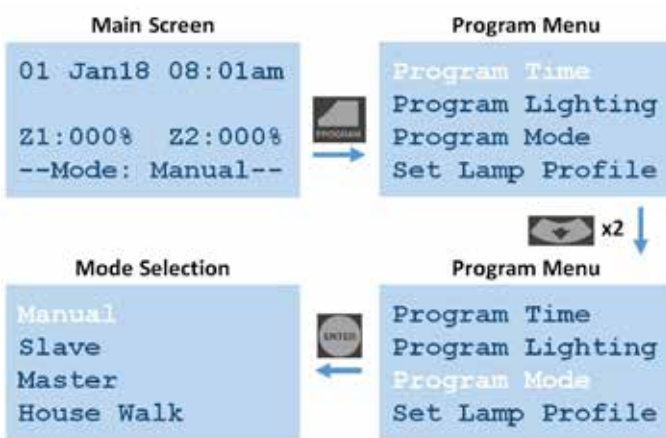 Main Screen
01 Jan18 08:01am
Z1:000% Z2:000%
--Mode: Manual--
PROGRAM
Program Menu
Program Time
Program Lighting
Program Mode
Set Lamp Profile
x2
Program Menu
Program Time
Program Lighting
Program Mode
Set Lamp Profile
ENTER
Mode Selection
Manual
Slave
Master
House Walk